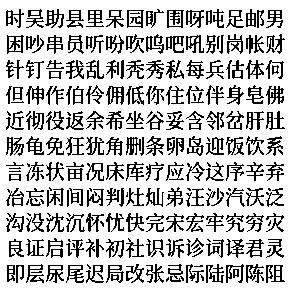 时吴助县里呆园旷围呀吨足邮男
困吵串员听吩吹呜吧吼别岗帐财
针钉告我乱利秃秀私每兵估体何
但伸作伯伶佣低你住位伴身皂佛
近彻役返余希坐谷妥含邻岔肝肚
肠龟免狂犹角删条卵岛迎饭饮系
言冻状亩况床库疗应冷这序辛弃
冶忘闲间闷判灶灿弟汪沙汽沃泛
沟没沈沉怀忧快完宋宏牢究穷灾
良证启评补初社识诉诊词译君灵
即层尿尾迟局改张忌际陆阿陈阻